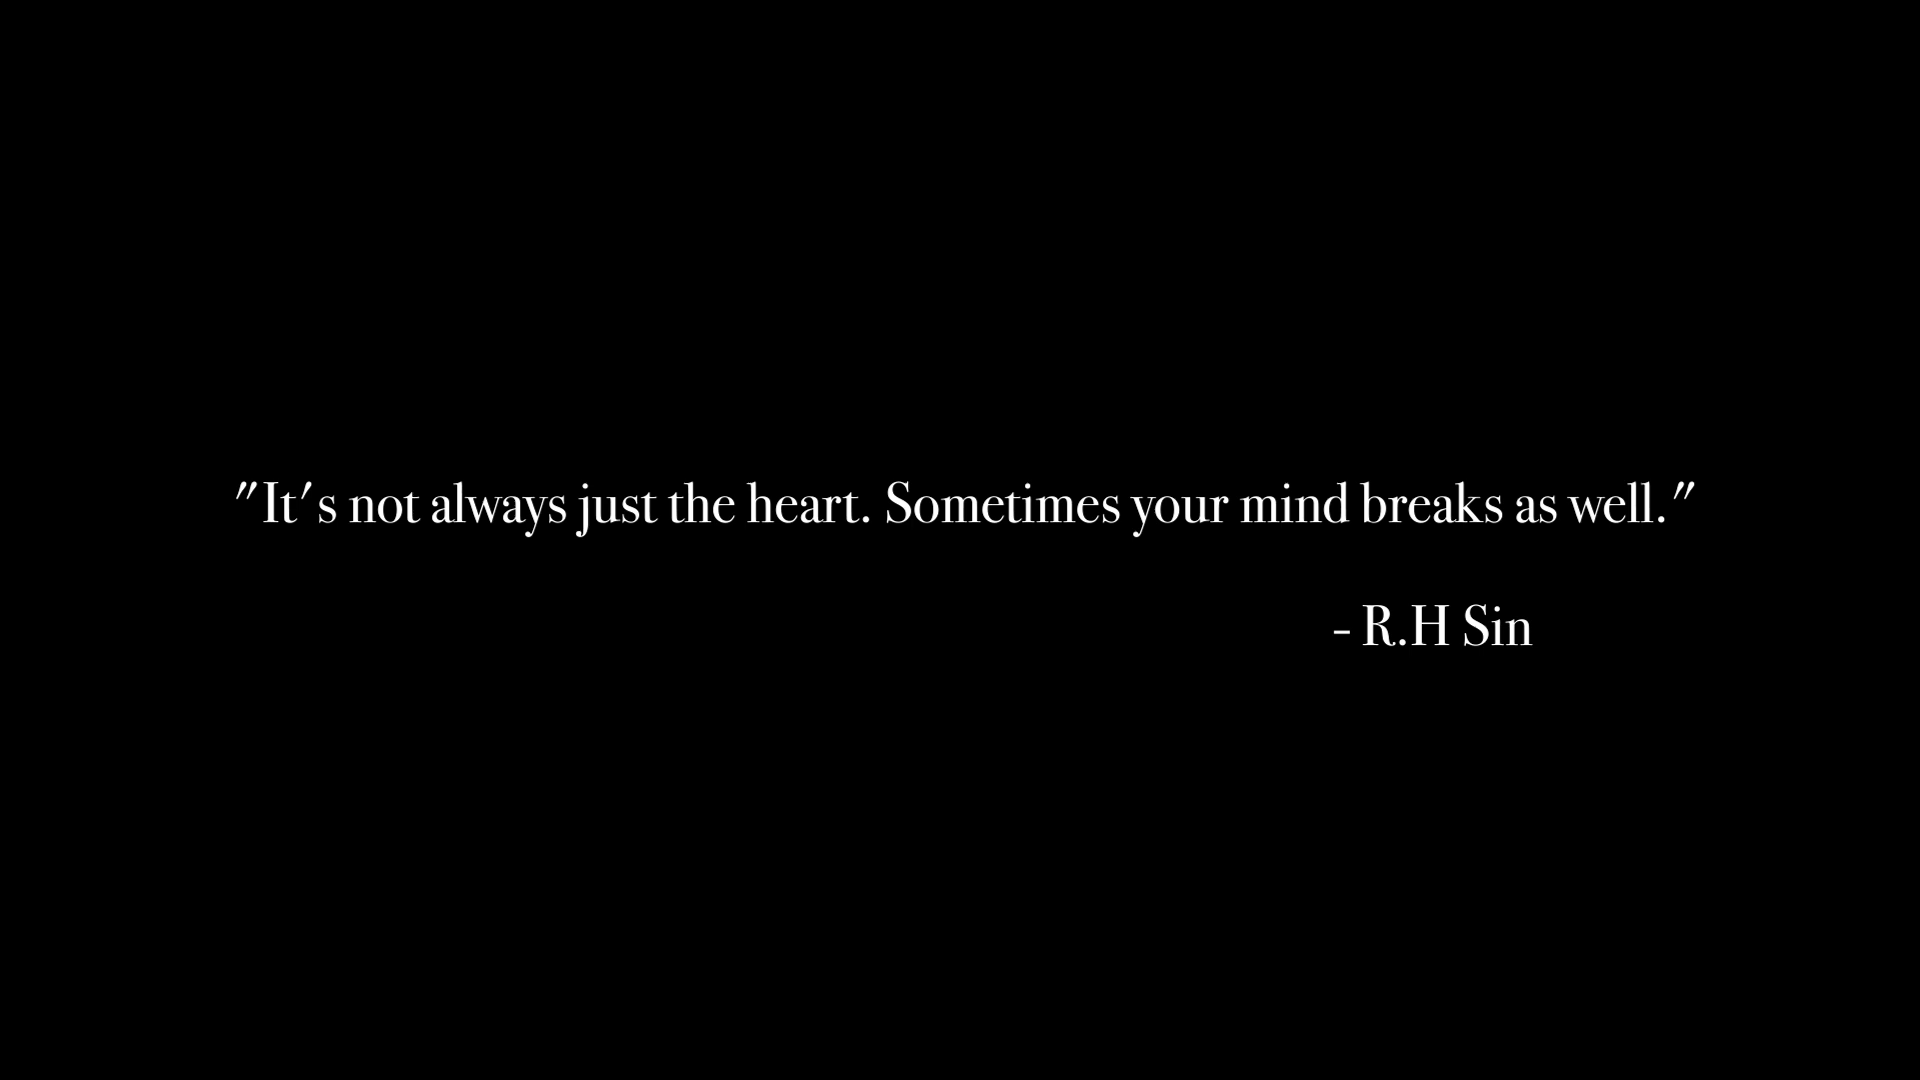 "It's not always just the heart. Sometimes your mind breaks as well."
- R.H Sin